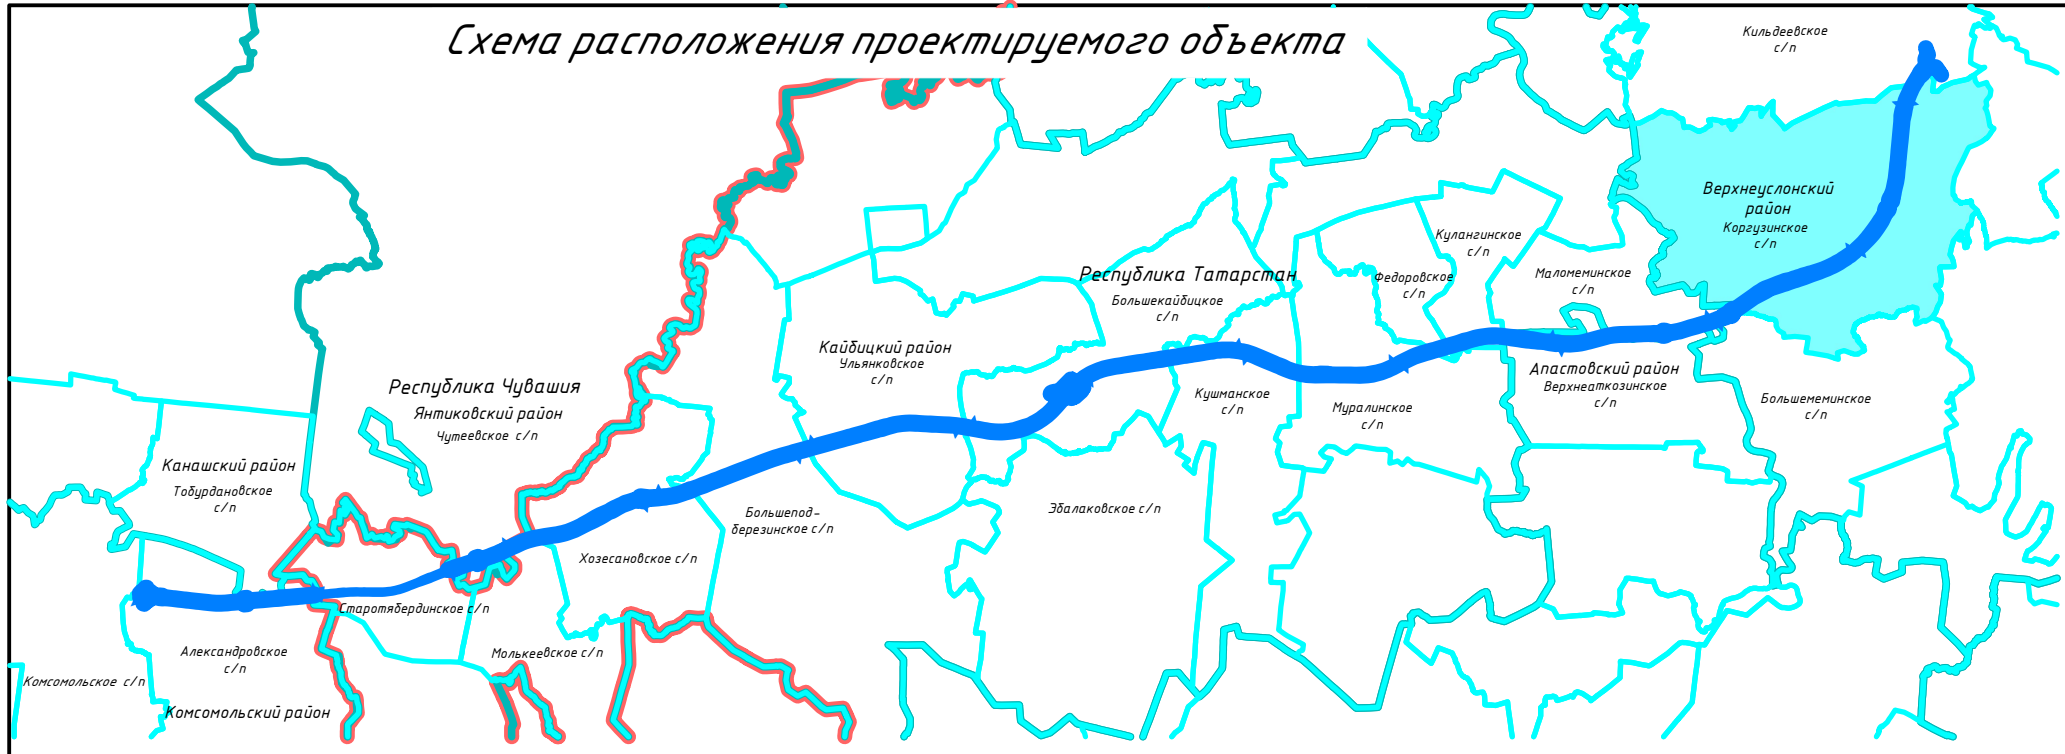 Схема расположения проектируемого объекта
Кильдеевское
с/п
Верхнеуслонский
район
Коргузинское
с/п
Кулангинское
с/п
Республика Татарстан
Федоровское
с/п
Маломеминское
с/п
Большекайбицкое
с/п
Кайбицкий район
Ульянковское
с/п
Апастовский район
Верхнеаткозинское
с/п
Республика Чувашия
Янтиковский район
Чутеевское с/п
Кушманское
с/п
Муралинское
с/п
Большемеминское
с/п
Канашский район
Тобурдановское
с/п
Большепод-
березинское с/п
Эбалаковское с/п
Хозесановское с/п
Старотябердинское с/п
Александровское
с/п
Молькеевское с/п
Комсомольское с/п
Комсомольский район